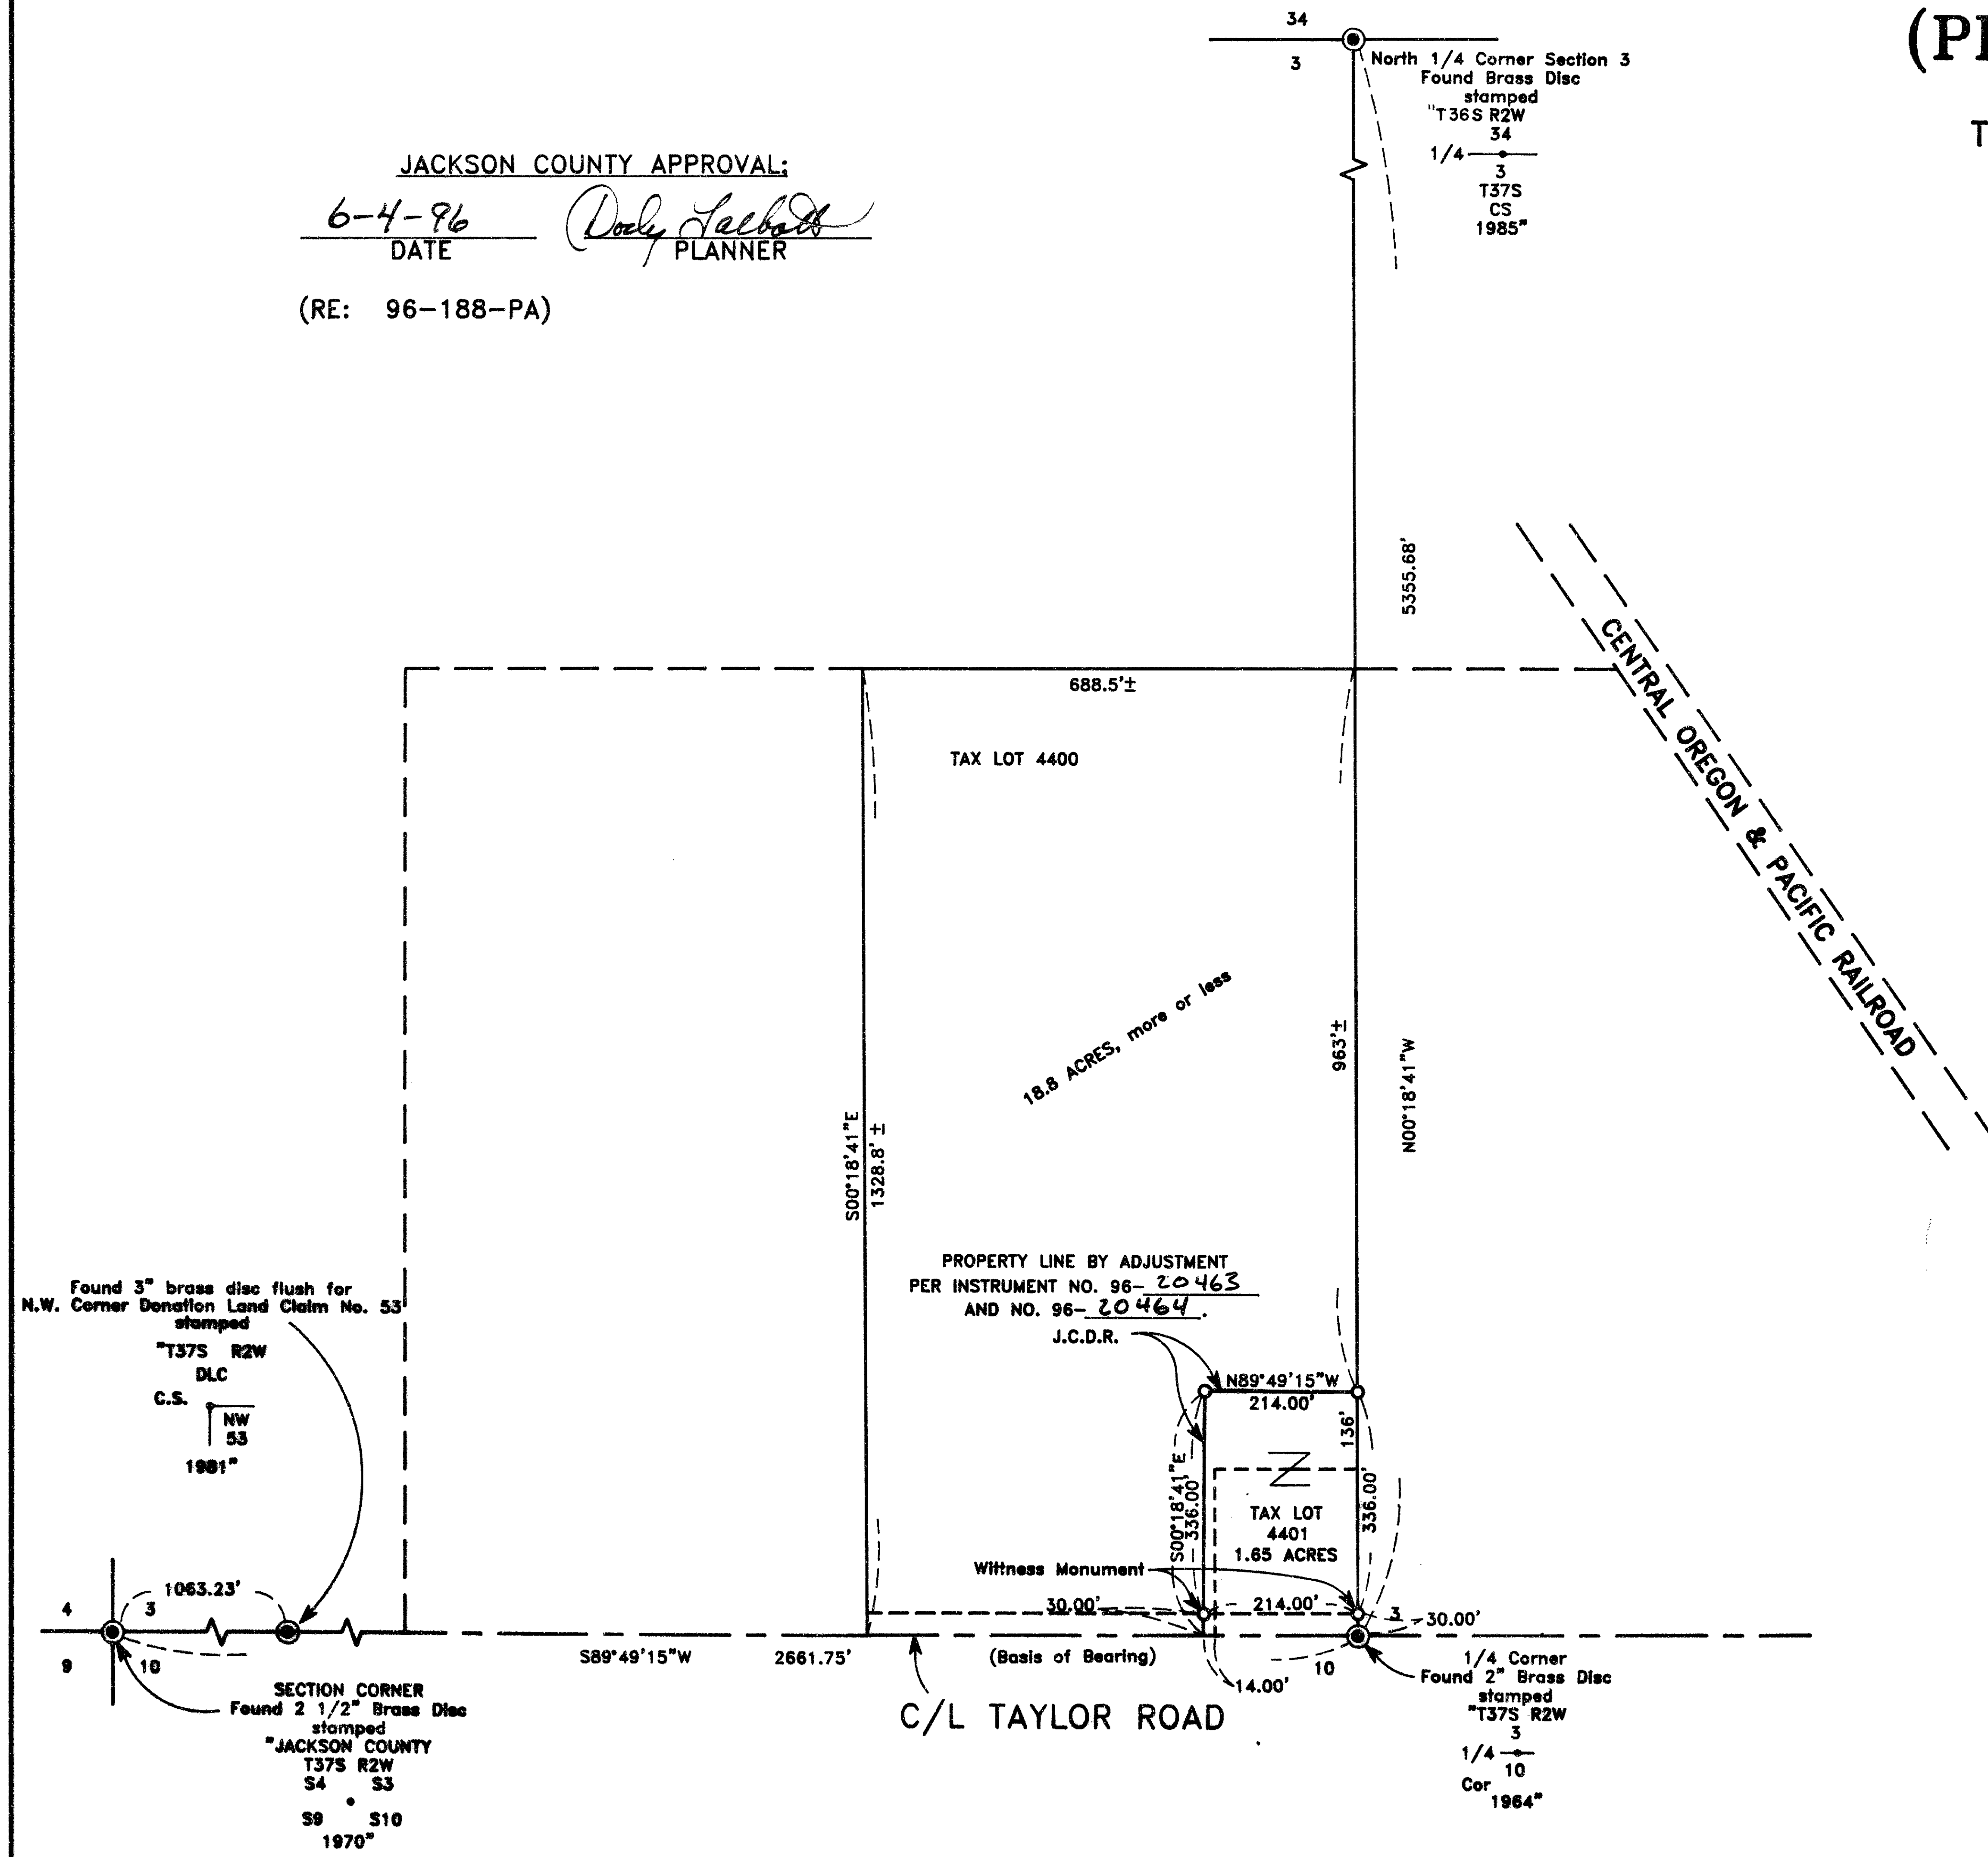 (P
T
34
3
North 1/4 Corner Section 3
Found Brass Disc
stamped
"T36S R2W
34
1/4
3
T37S
CS
1985"
JACKSON COUNTY APPROVAL:
6-4-96
DATE PLANNER
(RE: 96-188-PA)
5355.68'
CENTRAL OREGON & PACIFIC RAILROAD
688.5'±
TAX LOT 4400
18.8 ACRES, more or less
963'±
N00°18'41"W
S00°18'41"E
1328.8' ±
PROPERTY LINE BY ADJUSTMENT
PER INSTRUMENT NO. 96-20463
AND NO. 96-20464.
J.C.D.R.
Found 3" brass disc flush for
N.W. Corner Donation Land Claim No. 53
stamped
"T37S R2W
DLC
C.S.
NW
53
1981"
N89°49'15"W
214.00'
136'
S00°18'41"E
336.00'
336.00'
TAX LOT
4401
1.65 ACRES
Wittness Monument
30.00'
214.00'
3
30.00'
1063.23'
4 3
9 10
S89°49'15"W 2661.75' (Basis of Bearing)
10
14.00'
C/L TAYLOR ROAD
1/4 Corner
Found 2" Brass Disc
stamped
"T37S R2W
3
1/4
10
Cor
1964"
SECTION CORNER
Found 2 1/2" Brass Disc
stamped
"JACKSON COUNTY
T37S R2W
S4 S3
S9 S10
1970"